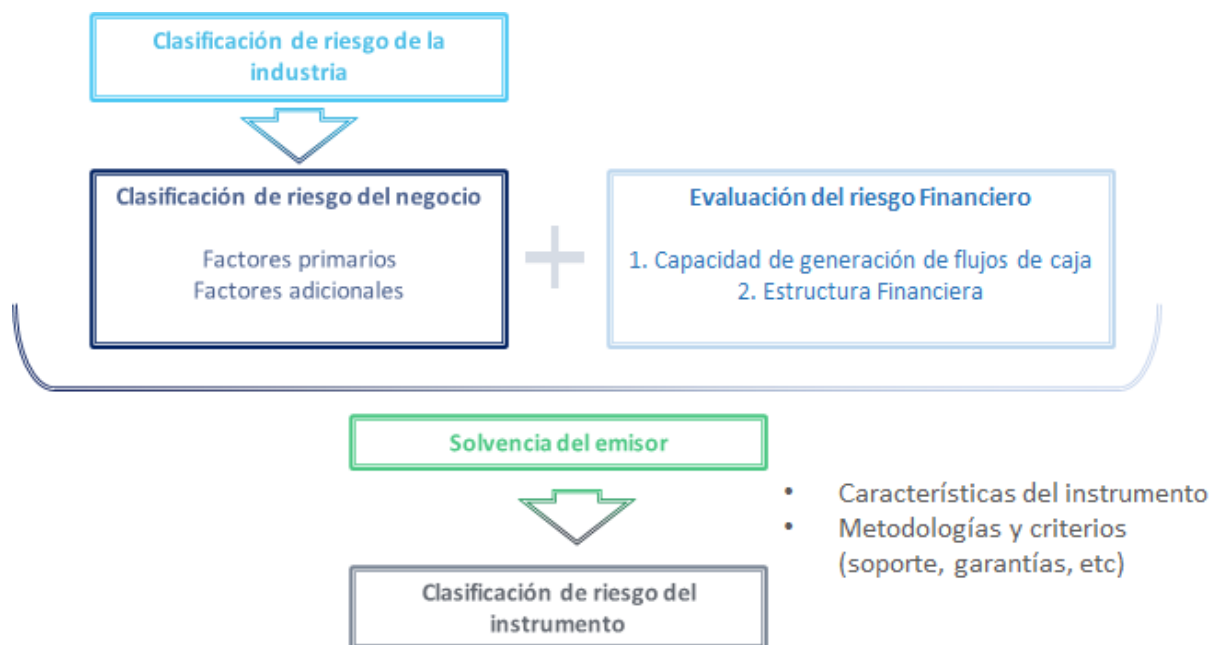 Clasificación de riesgo de la
industria
Clasificación de riesgo del negocio
Factores primarios
Factores adicionales
+
Evaluación del riesgo Financiero
1. Capacidad de generación de flujos de caja
2. Estructura Financiera
Solvencia del emisor
• Características del instrumento
• Metodologías y criterios
(soporte, garantías, etc)
Clasificación de riesgo del
instrumento